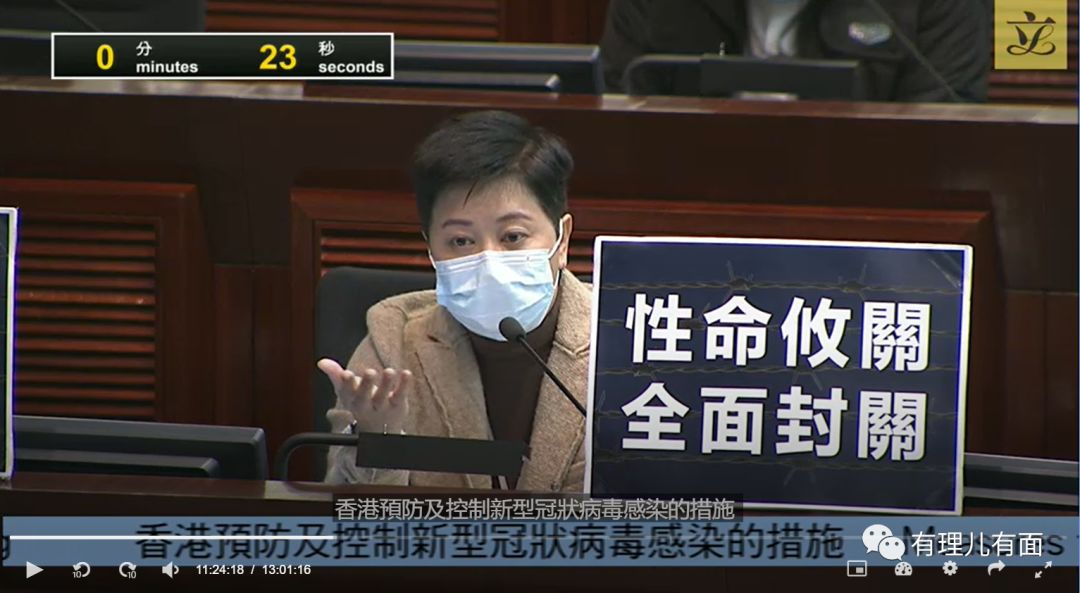 0 分 minutes 23 秒 seconds
立
性命攸關
全面封關
香港預防及控制新型冠狀病毒感染的措施
香港預防及控制新型冠狀病毒感染的措施
有理儿有面
10
10
11:24:18 / 13:01:16